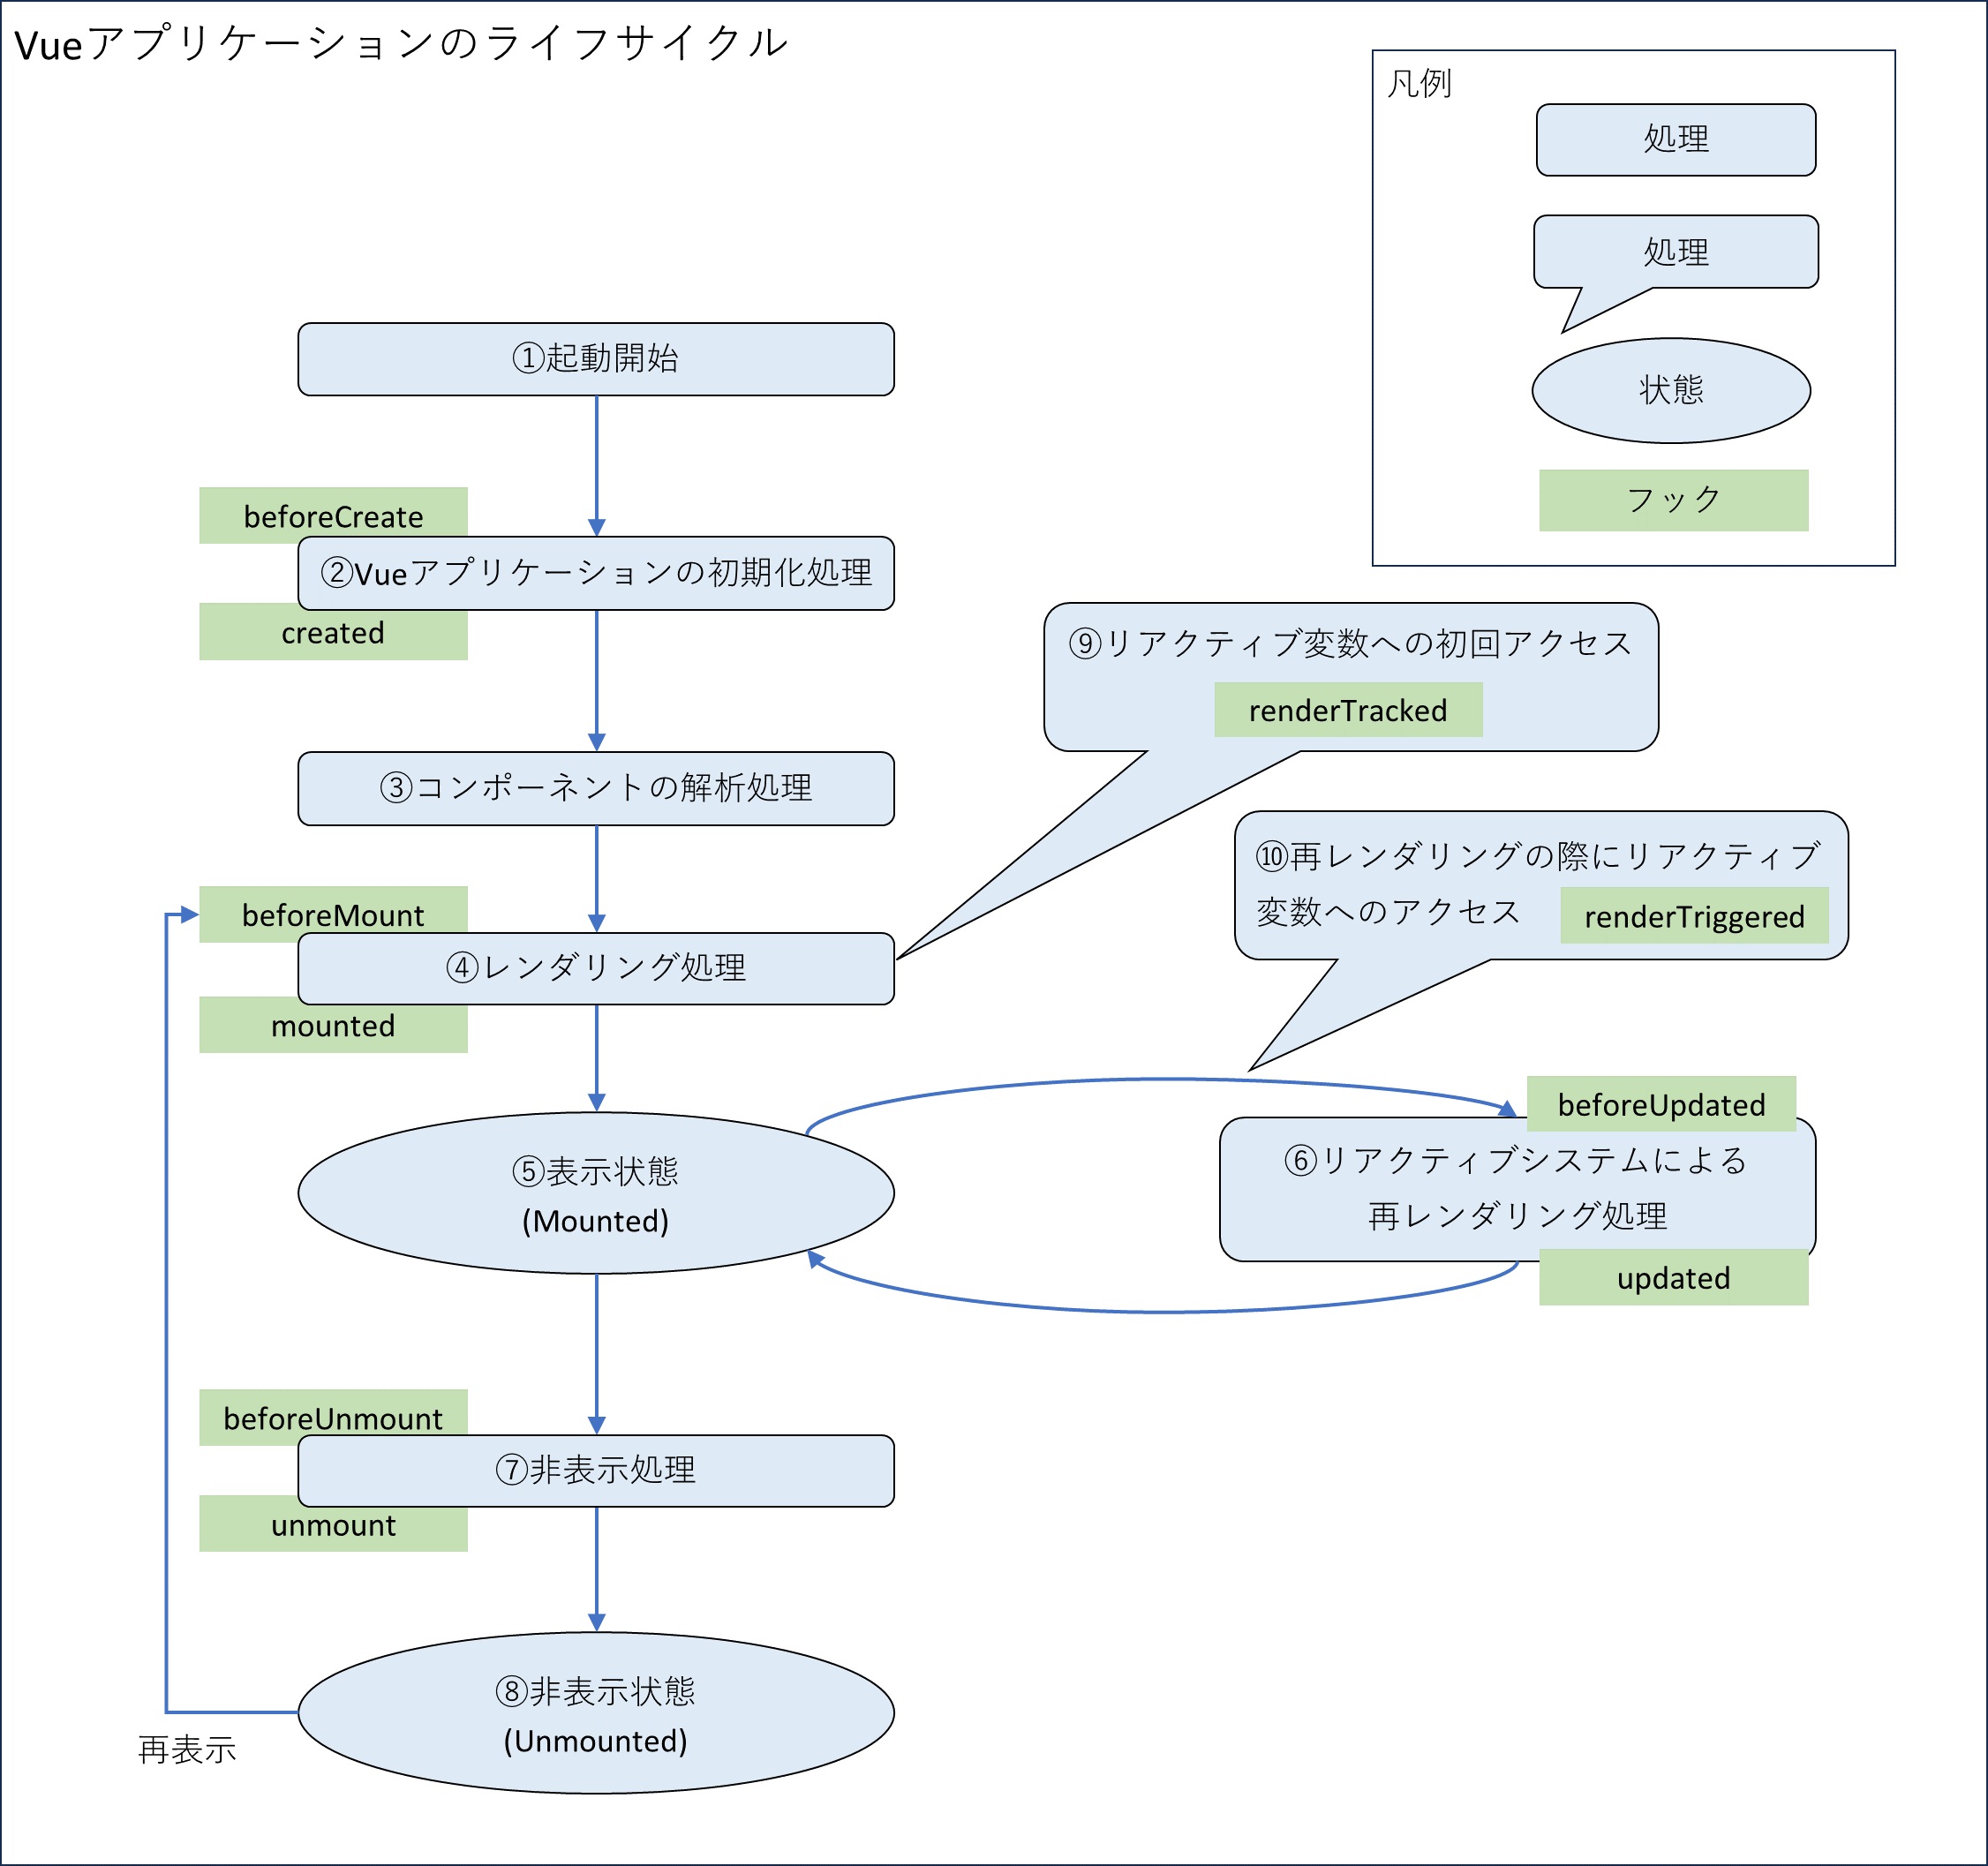 Vueアプリケーションのライフサイクル
凡例
処理
処理
状態
フック
①起動開始
beforeCreate
②Vueアプリケーションの初期化処理
created
⑨リアクティブ変数への初回アクセス
renderTracked
③コンポーネントの解析処理
⑩再レンダリングの際にリアクティブ
変数へのアクセス
renderTriggered
beforeMount
④レンダリング処理
mounted
beforeUpdated
⑥リアクティブシステムによる
再レンダリング処理
updated
⑤表示状態
(Mounted)
beforeUnmount
⑦非表示処理
unmount
⑧非表示状態
(Unmounted)
再表示